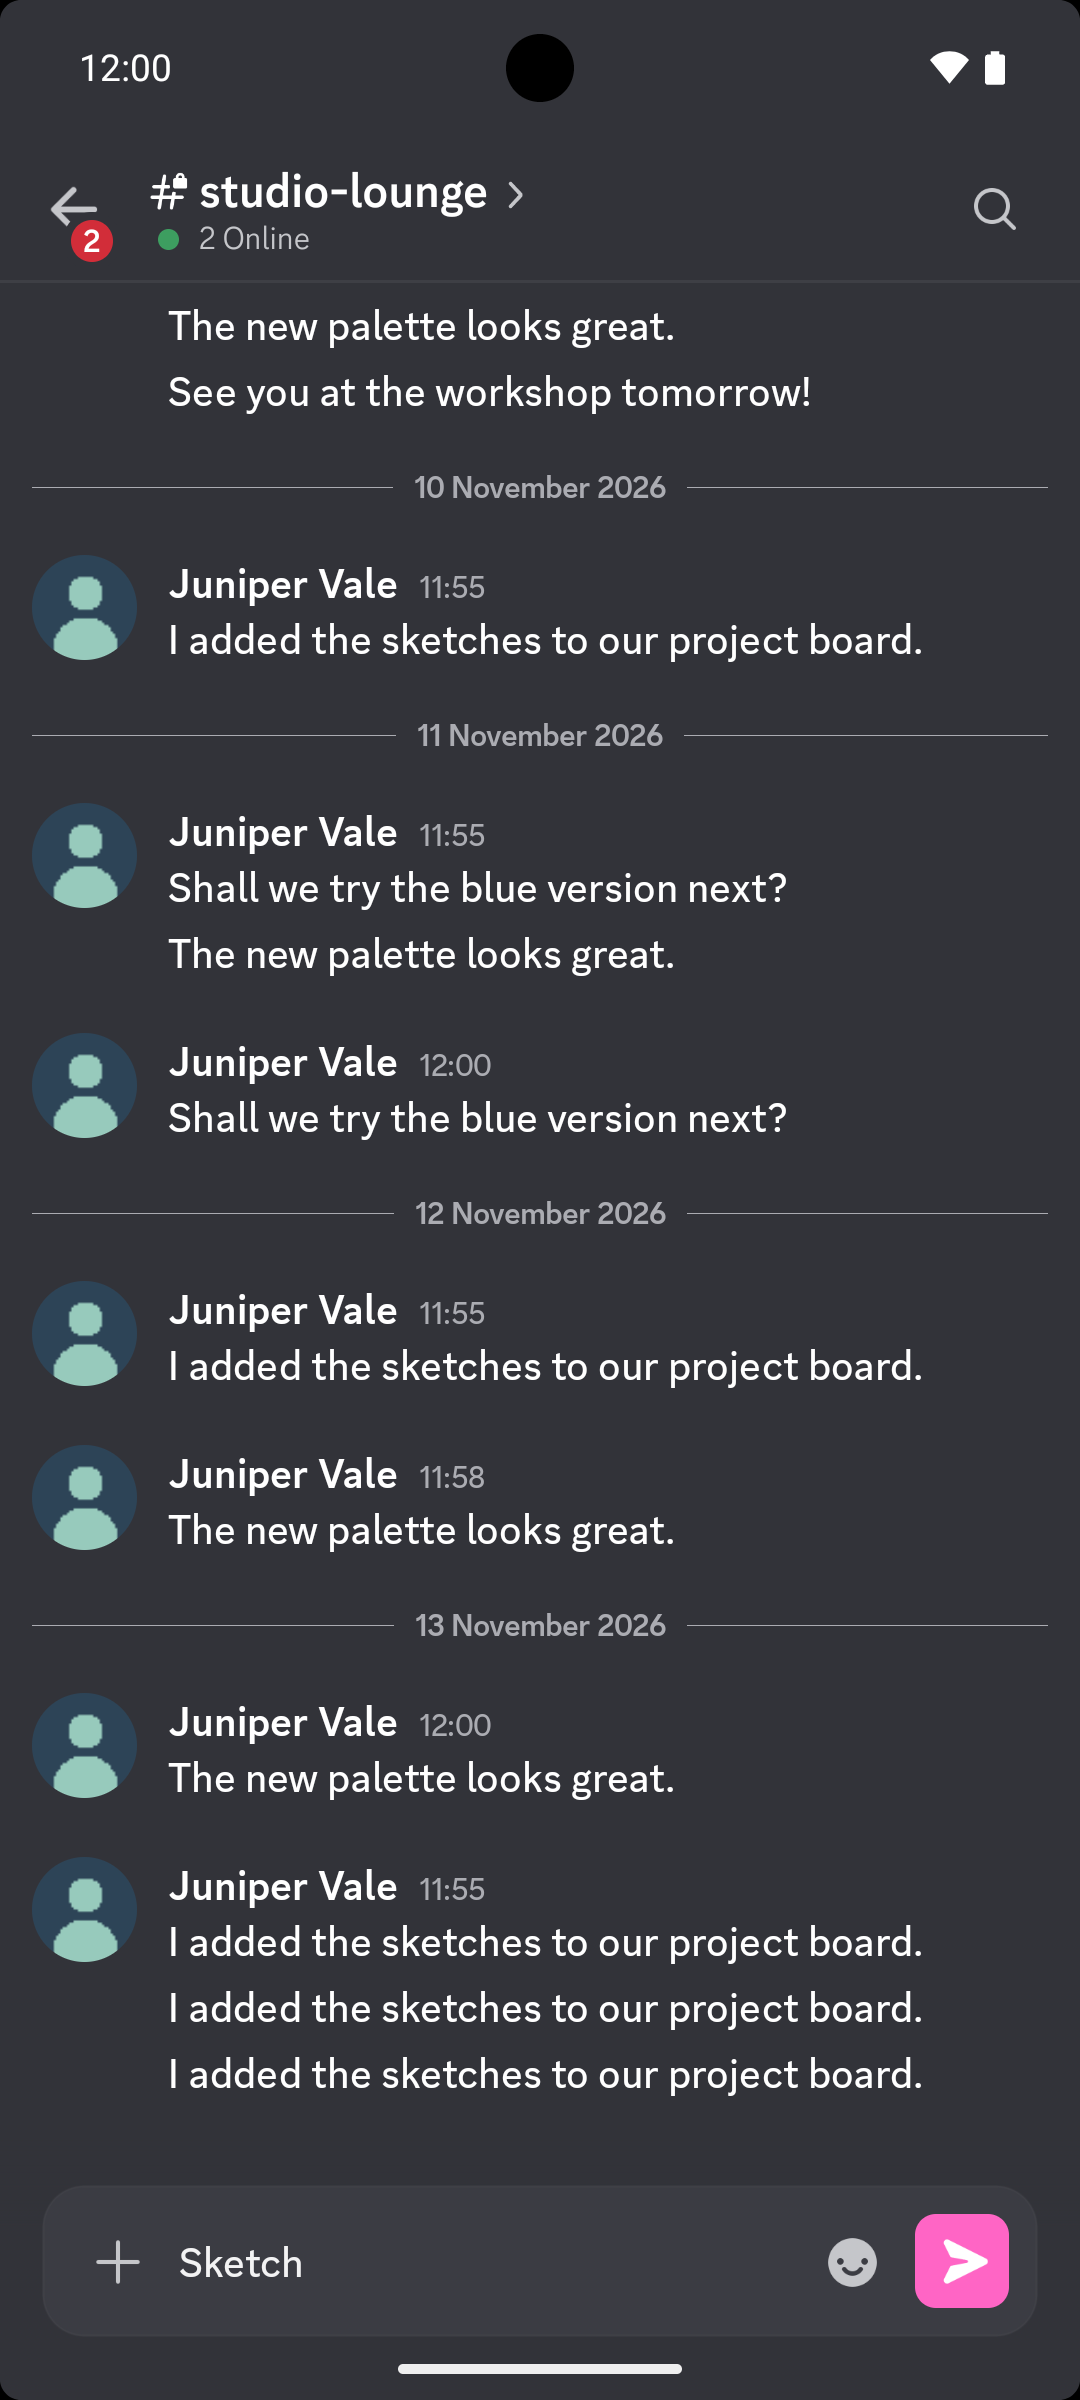 12:00
studio-lounge
2
2 Online
The new palette looks great.
See you at the workshop tomorrow!
10 November 2026
Juniper Vale 11:55
I added the sketches to our project board.
11 November 2026
Juniper Vale 11:55
Shall we try the blue version next?
The new palette looks great.
Juniper Vale 12:00
Shall we try the blue version next?
12 November 2026
Juniper Vale 11:55
I added the sketches to our project board.
Juniper Vale 11:58
The new palette looks great.
13 November 2026
Juniper Vale 12:00
The new palette looks great.
Juniper Vale 11:55
I added the sketches to our project board.
I added the sketches to our project board.
I added the sketches to our project board.
Sketch